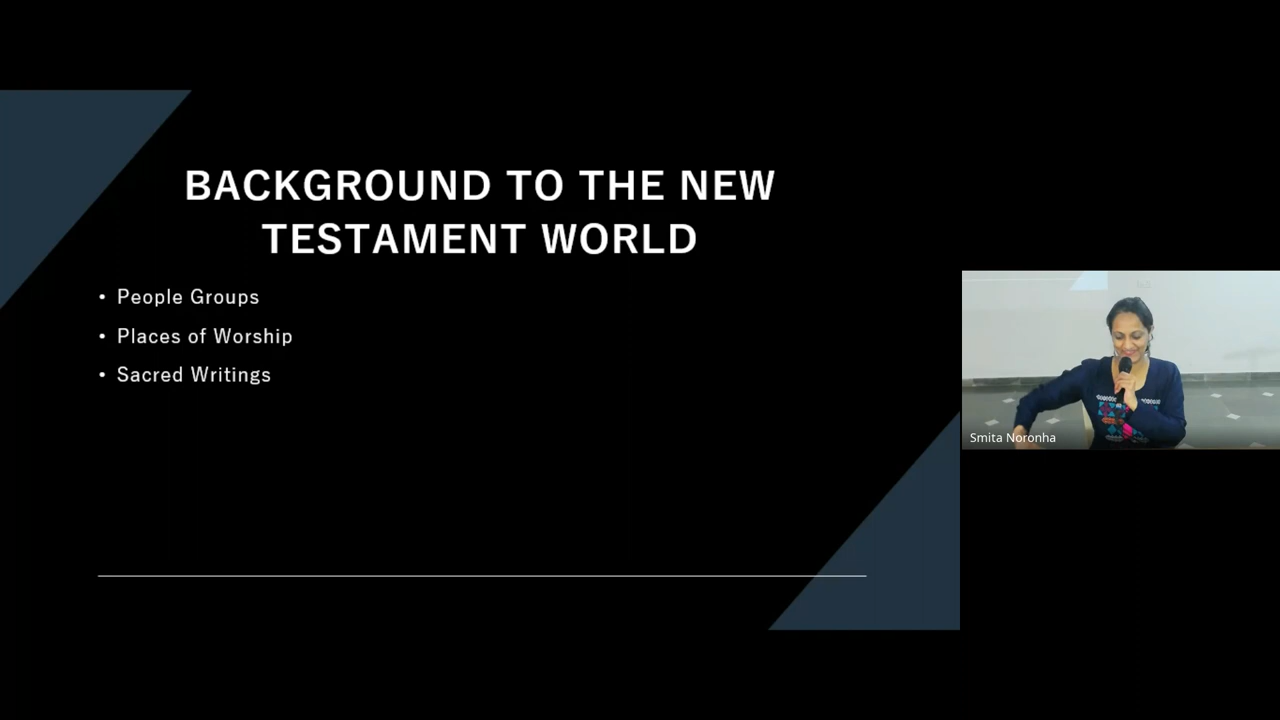 BACKGROUND TO THE NEW
TESTAMENT WORLD
• People Groups
• Places of Worship
• Sacred Writings
Smita Noronha